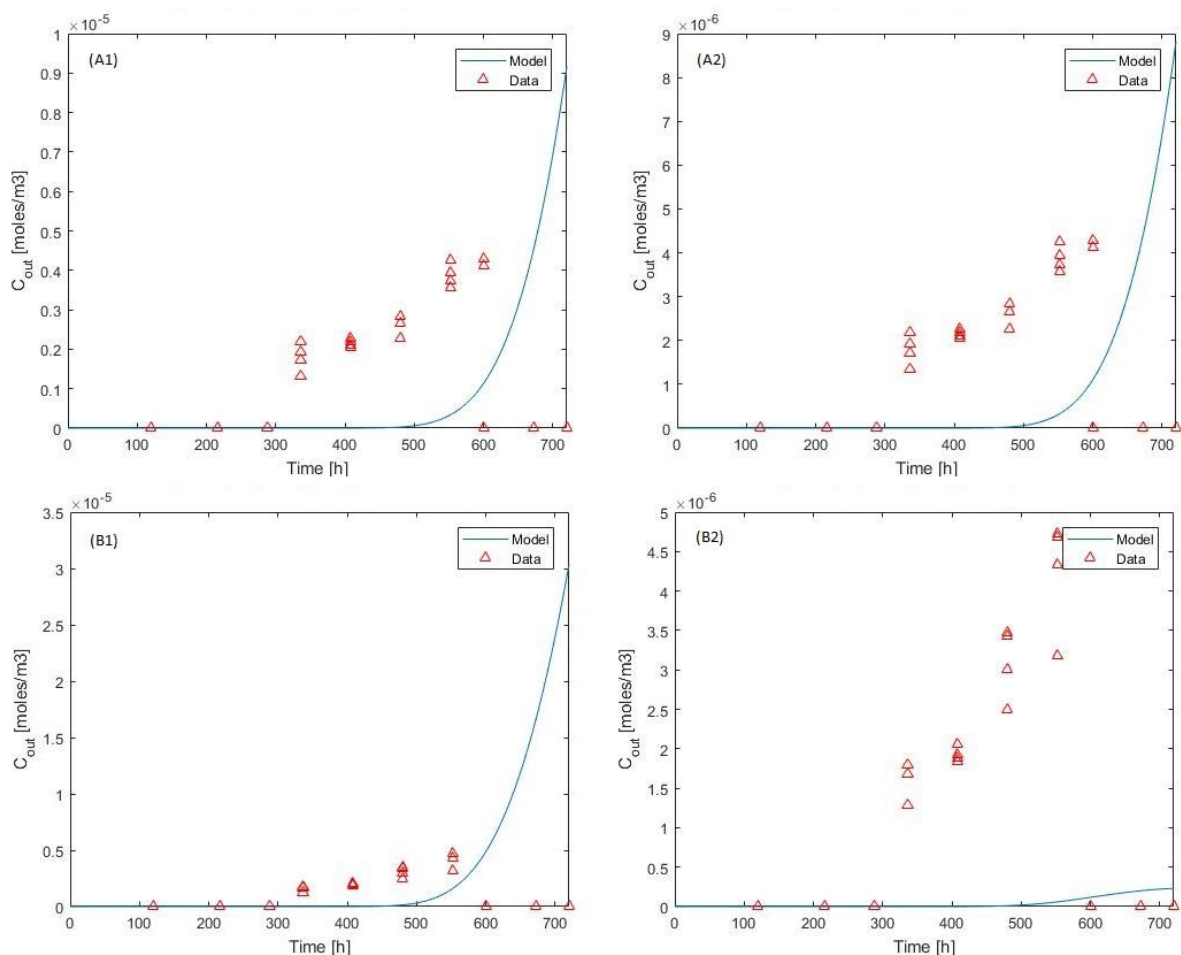 ×10⁻⁵
(A1)
Model
Data
1
0.9
0.8
0.7
0.6
0.5
0.4
0.3
0.2
0.1
0
C_out [moles/m3]
0 100 200 300 400 500 600 700
Time [h]
×10⁻⁶
(A2)
Model
Data
9
8
7
6
5
4
3
2
1
0
C_out [moles/m3]
0 100 200 300 400 500 600 700
Time [h]
×10⁻⁵
(B1)
Model
Data
3.5
3
2.5
2
1.5
1
0.5
0
C_out [moles/m3]
0 100 200 300 400 500 600 700
Time [h]
×10⁻⁶
(B2)
Model
Data
5
4.5
4
3.5
3
2.5
2
1.5
1
0.5
0
C_out [moles/m3]
0 100 200 300 400 500 600 700
Time [h]